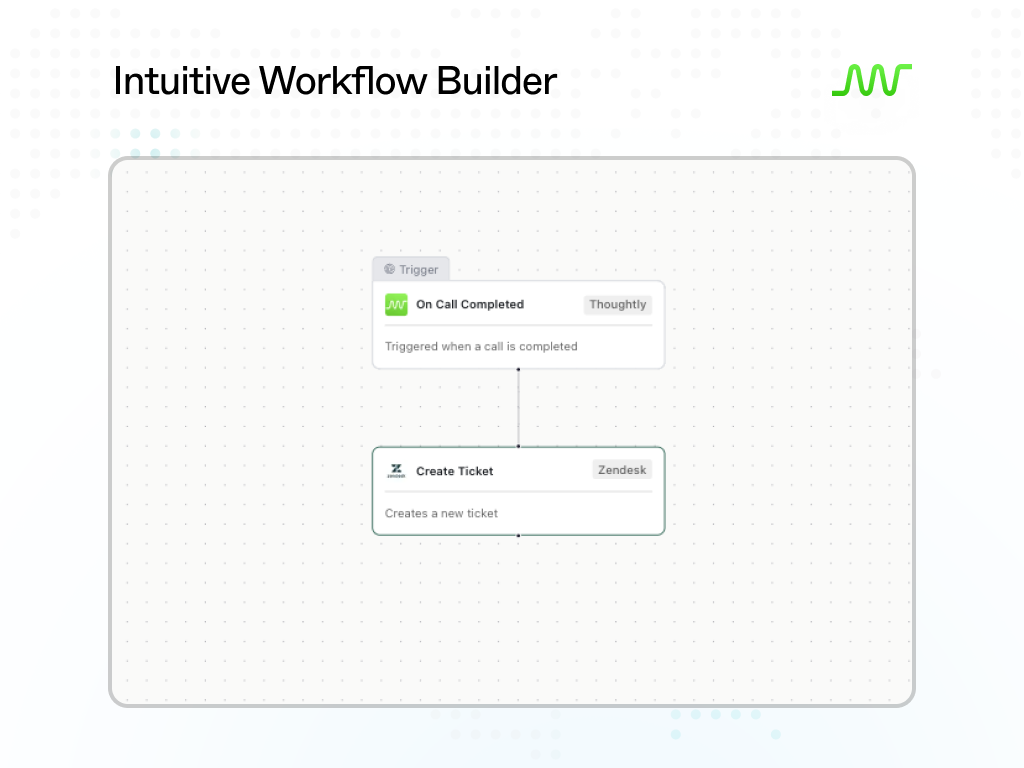 Intuitive Workflow Builder
Trigger
On Call Completed
Thoughtly
Triggered when a call is completed
zendesk
Create Ticket
Zendesk
Creates a new ticket